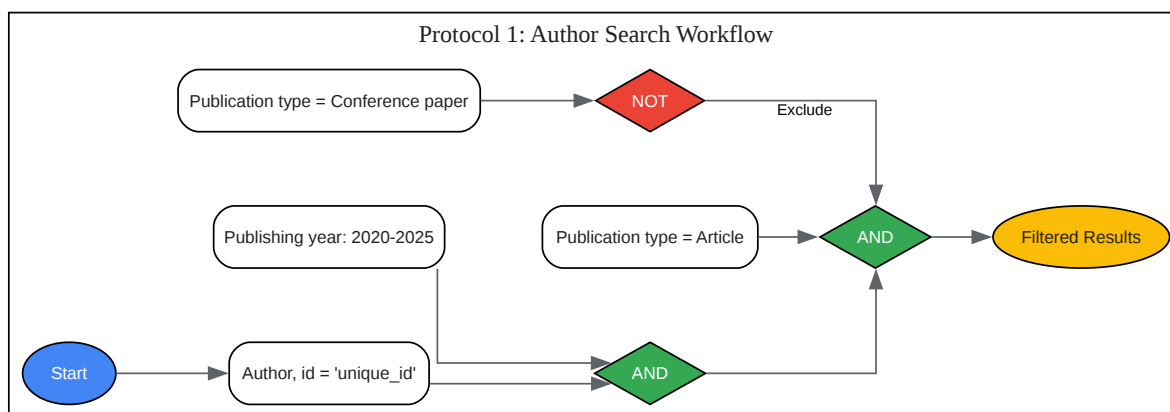 Protocol 1: Author Search Workflow
Publication type = Conference paper
NOT
Exclude
Publishing year: 2020-2025
Publication type = Article
AND
Filtered Results
Start
Author, id = 'unique_id'
AND